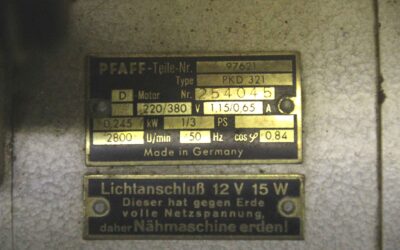 PFAFF-Teile-Nr. 97621
Type PKD 321
D Motor Nr. 254045
220/380 V 1,15/0,65 A
0,245 kW 1/3 PS
2800 U/min 50 Hz cosφ 0,84
Made in Germany
Lichtanschluß 12 V 15 W
Dieser hat gegen Erde
volle Netzspannung,
daher Nähmaschine erden!